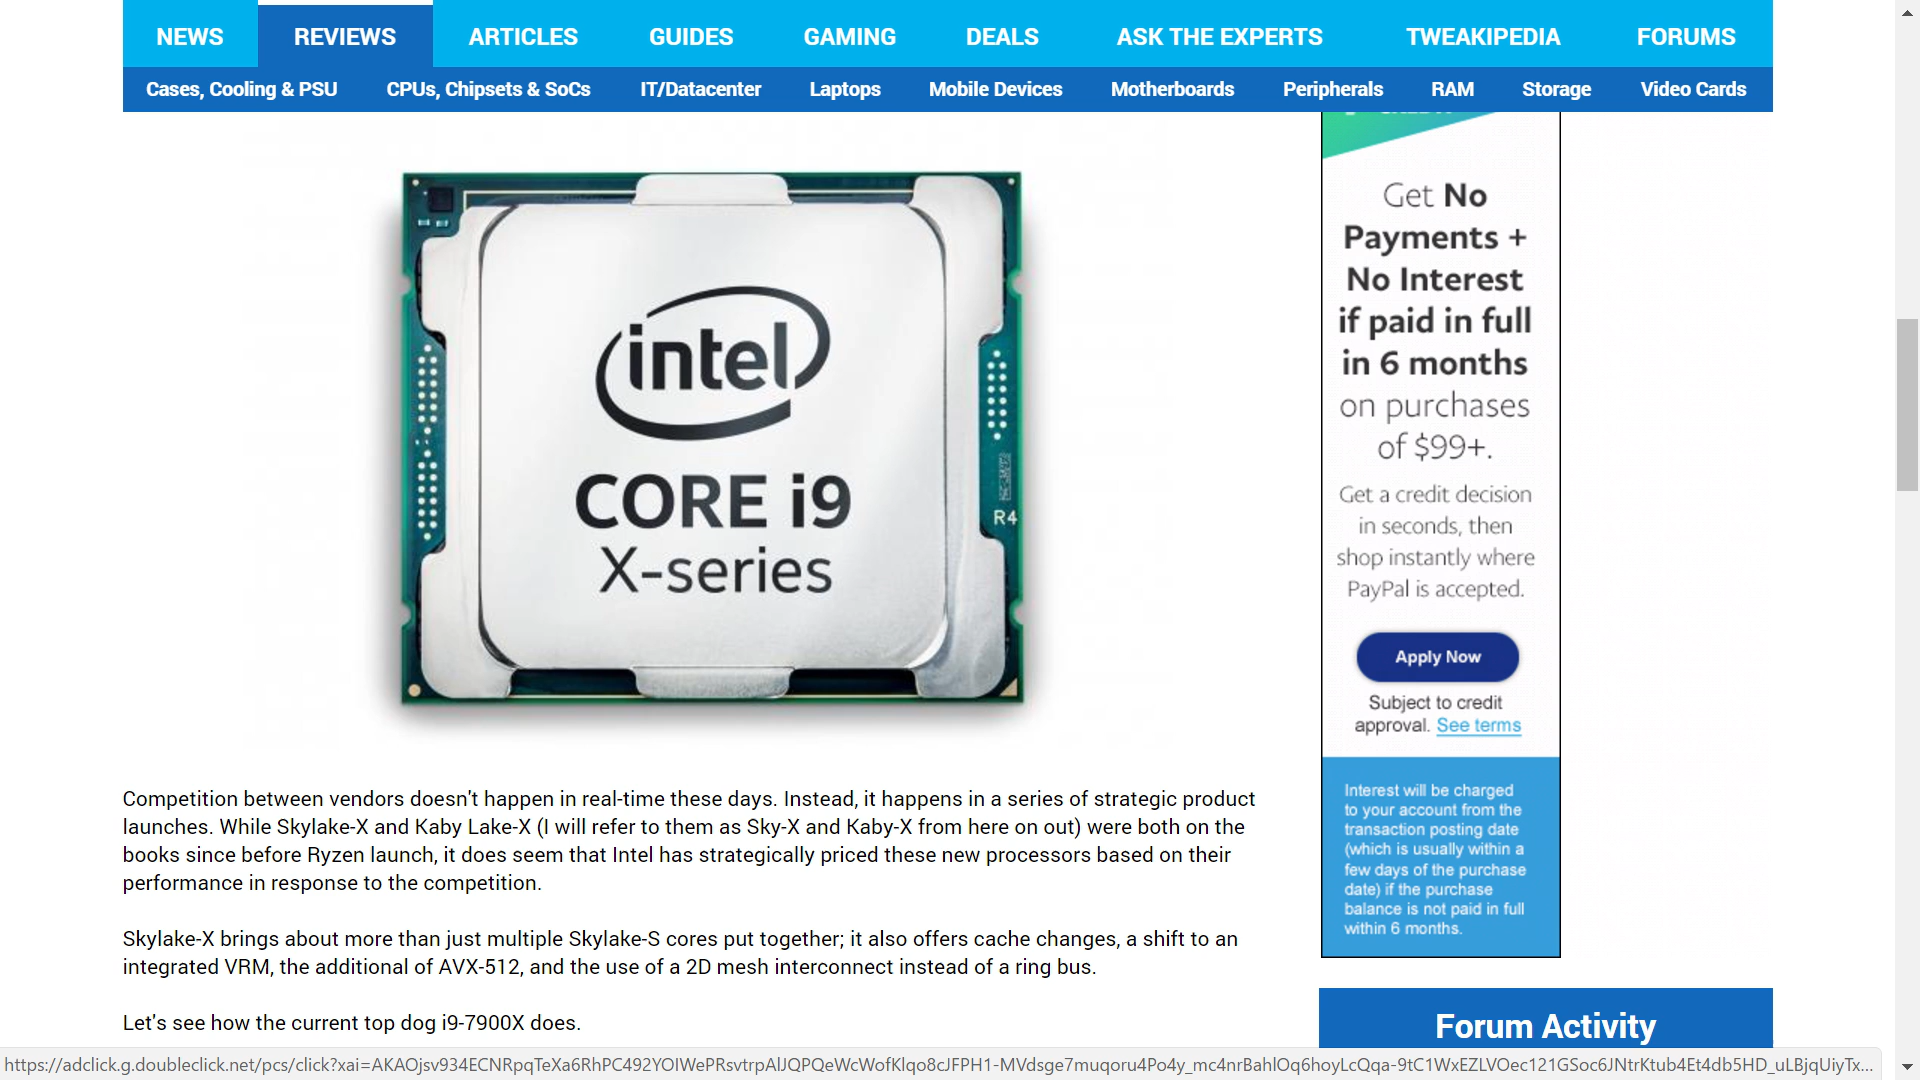 NEWS
REVIEWS
ARTICLES
GUIDES
GAMING
DEALS
ASK THE EXPERTS
TWEAKIPEDIA
FORUMS
Cases, Cooling & PSU
CPUs, Chipsets & SoCs
IT/Datacenter
Laptops
Mobile Devices
Motherboards
Peripherals
RAM
Storage
Video Cards
intel
CORE i9
X-series
R4
Competition between vendors doesn't happen in real-time these days. Instead, it happens in a series of strategic product
launches. While Skylake-X and Kaby Lake-X (I will refer to them as Sky-X and Kaby-X from here on out) were both on the
books since before Ryzen launch, it does seem that Intel has strategically priced these new processors based on their
performance in response to the competition.
Skylake-X brings about more than just multiple Skylake-S cores put together; it also offers cache changes, a shift to an
integrated VRM, the additional of AVX-512, and the use of a 2D mesh interconnect instead of a ring bus.
Let's see how the current top dog i9-7900X does.
Get No
Payments +
No Interest
if paid in full
in 6 months
on purchases
of $99+.
Get a credit decision
in seconds, then
shop instantly where
PayPal is accepted.
Apply Now
Subject to credit
approval. See terms
Interest will be charged
to your account from the
transaction posting date
(which is usually within a
few days of the purchase
date) if the purchase
balance is not paid in full
within 6 months.
Forum Activity